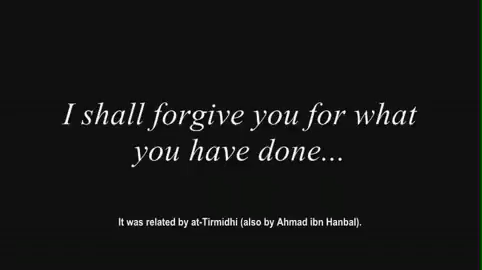 I shall forgive you for what
you have done...
It was related by at-Tirmidhi (also by Ahmad ibn Hanbal).